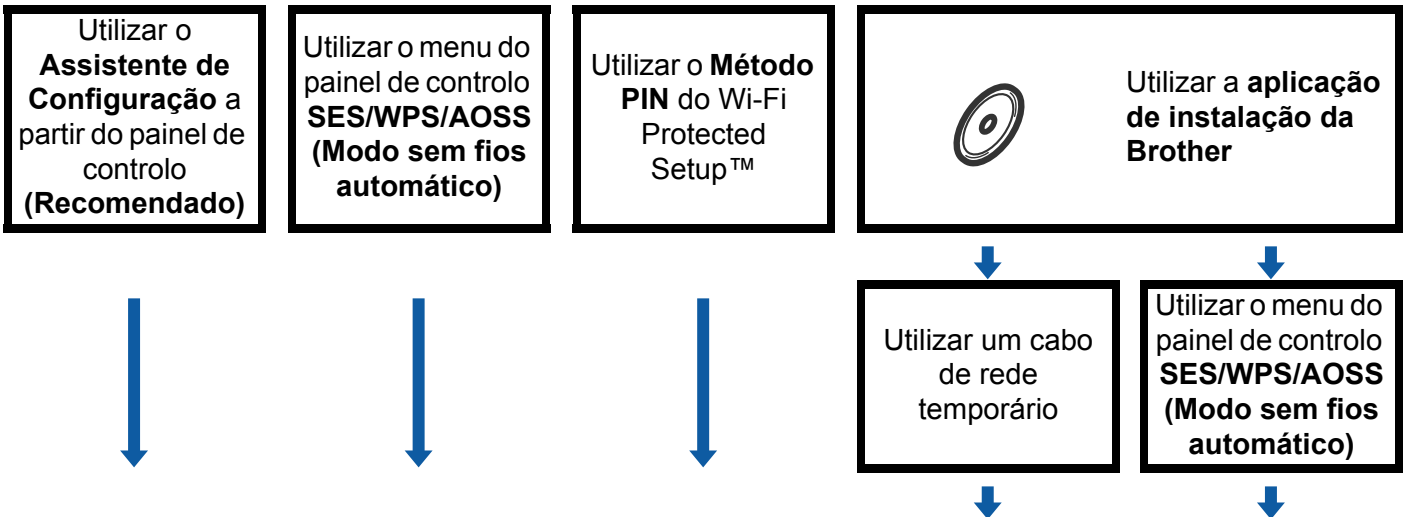 Utilizar o
Assistente de
Configuração a
partir do painel de
controlo
(Recomendado)
Utilizar o menu do
painel de controlo
SES/WPS/AOSS
(Modo sem fios
automático)
Utilizar o Método
PIN do Wi-Fi
Protected
Setup™
Utilizar a aplicação
de instalação da
Brother
Utilizar um cabo
de rede
temporário
Utilizar o menu do
painel de controlo
SES/WPS/AOSS
(Modo sem fios
automático)